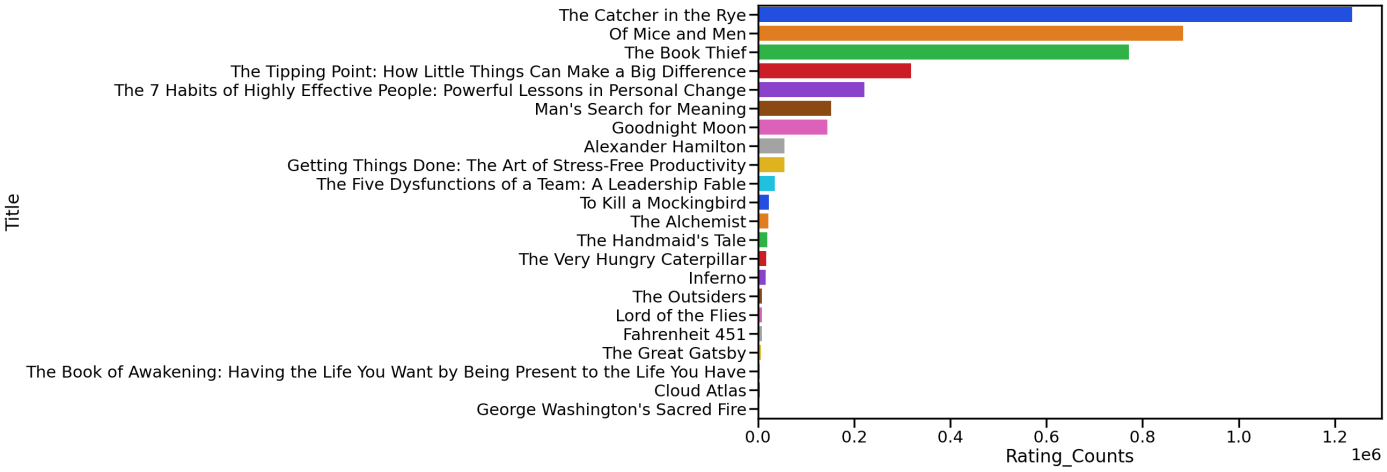 The Catcher in the Rye
Of Mice and Men
The Book Thief
The Tipping Point: How Little Things Can Make a Big Difference
The 7 Habits of Highly Effective People: Powerful Lessons in Personal Change
Man's Search for Meaning
Goodnight Moon
Alexander Hamilton
Getting Things Done: The Art of Stress-Free Productivity
The Five Dysfunctions of a Team: A Leadership Fable
To Kill a Mockingbird
The Alchemist
The Handmaid's Tale
The Very Hungry Caterpillar
Inferno
The Outsiders
Lord of the Flies
Fahrenheit 451
The Great Gatsby
The Book of Awakening: Having the Life You Want by Being Present to the Life You Have
Cloud Atlas
George Washington's Sacred Fire
Title
0.0 0.2 0.4 0.6 0.8 1.0 1.2
1e6
Rating_Counts